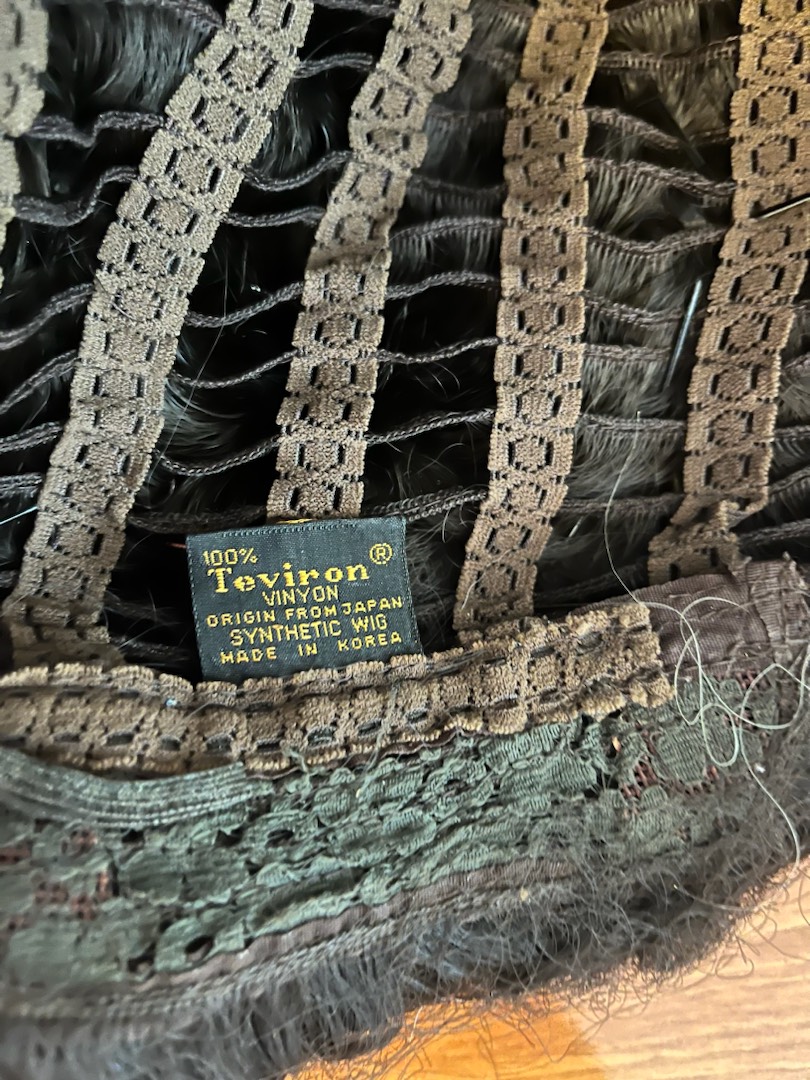 100%
Teviron®
VINYON
ORIGIN FROM JAPAN
SYNTHETIC WIG
MADE IN KOREA